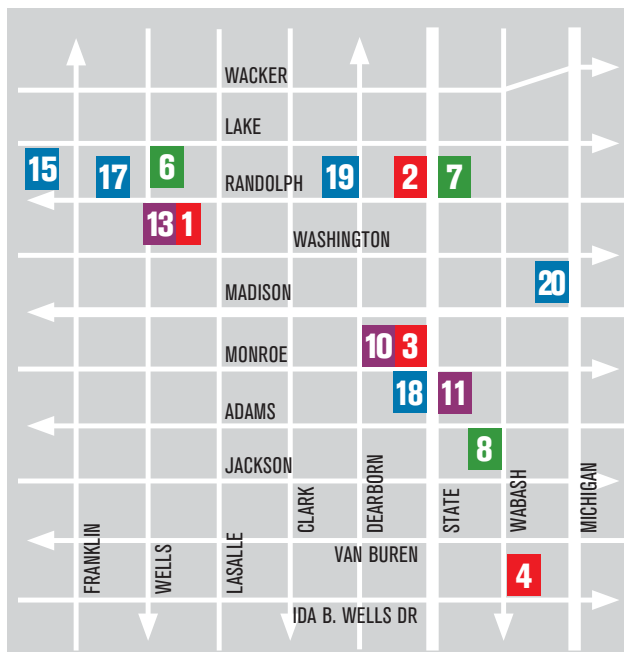 WACKER
LAKE
15
17
6
19
2
7
RANDOLPH
13 1
WASHINGTON
20
MADISON
10 3
MONROE
18
11
ADAMS
8
JACKSON
FRANKLIN
WELLS
LASALLE
CLARK
DEARBORN
STATE
WABASH
MICHIGAN
VAN BUREN
4
IDA B. WELLS DR